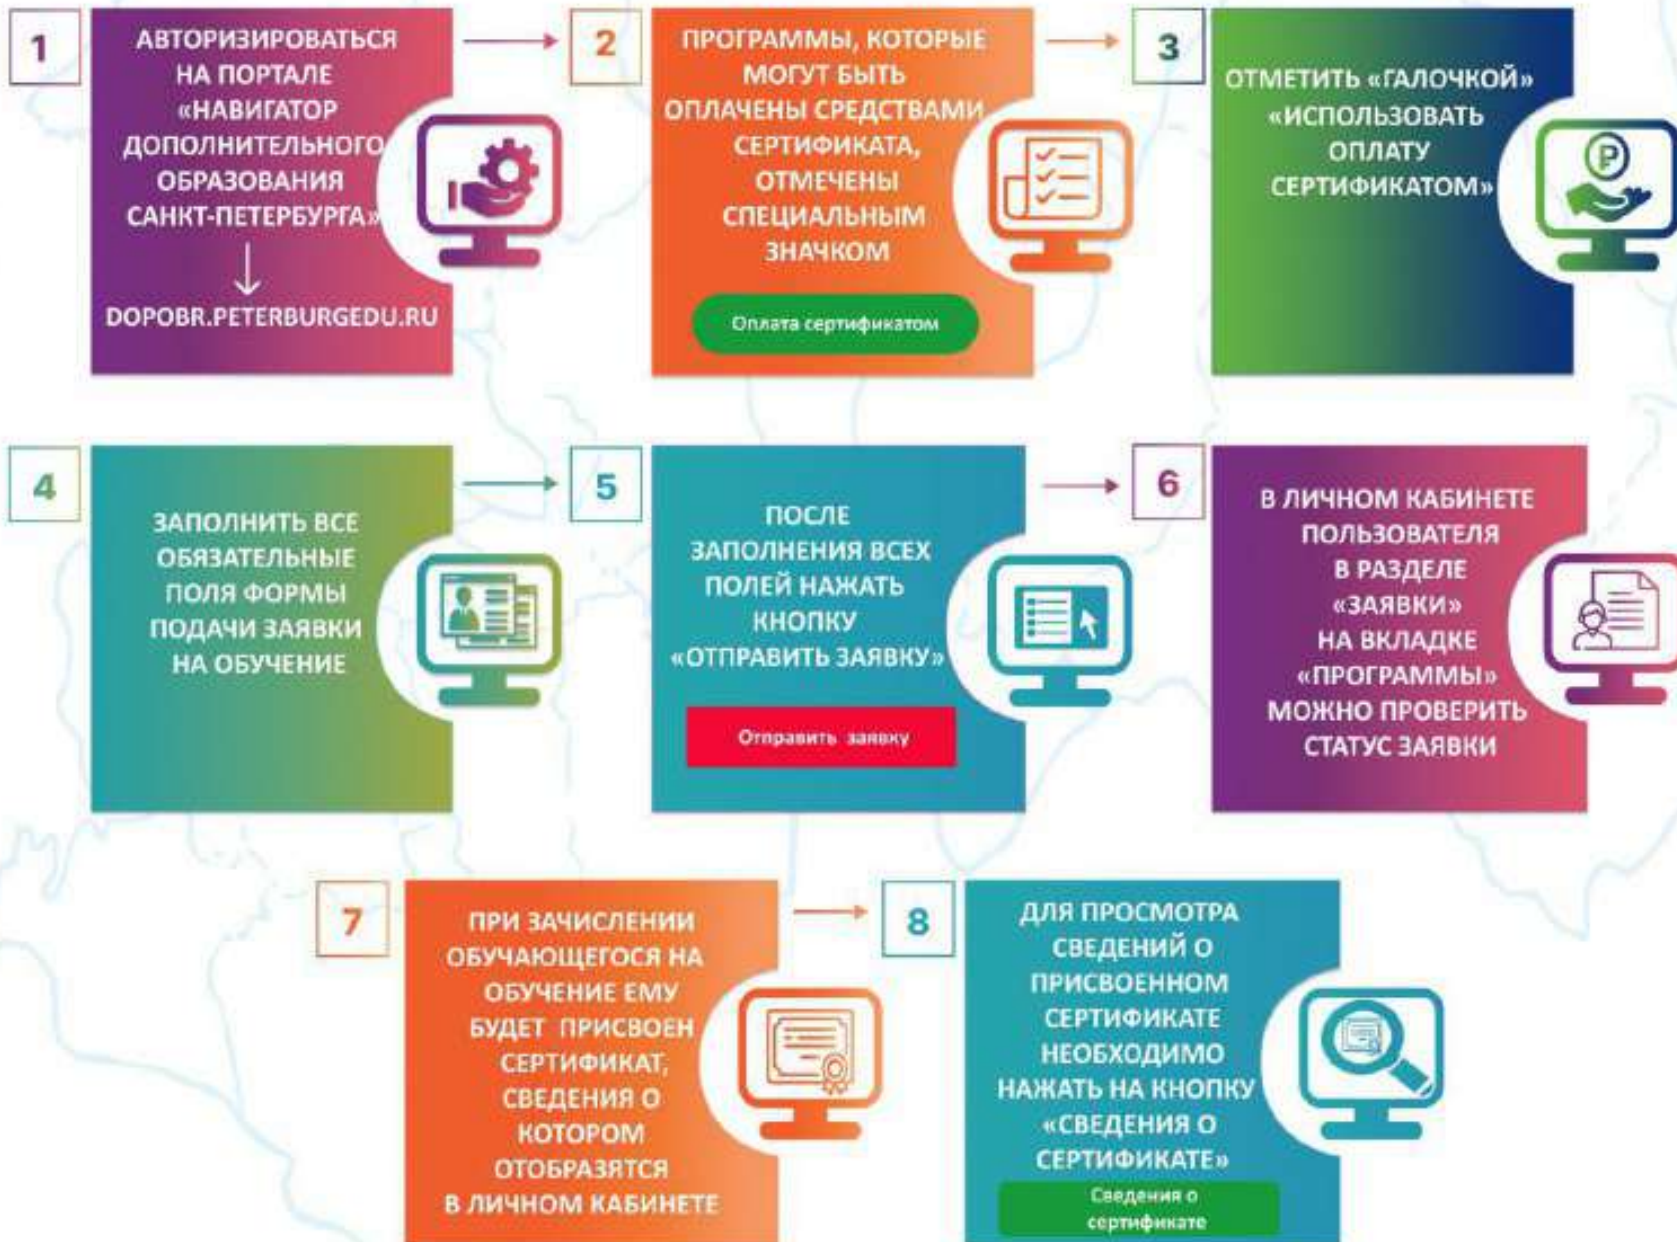 1
АВТОРИЗИРОВАТЬСЯ
НА ПОРТАЛЕ
«НАВИГАТОР
ДОПОЛНИТЕЛЬНОГО
ОБРАЗОВАНИЯ
САНКТ-ПЕТЕРБУРГА»
DOPOBR.PETERBURGEDU.RU
2
ПРОГРАММЫ, КОТОРЫЕ
МОГУТ БЫТЬ
ОПЛАЧЕНЫ СРЕДСТВАМИ
СЕРТИФИКАТА,
ОТМЕЧЕНЫ
СПЕЦИАЛЬНЫМ
ЗНАЧКОМ
Оплата сертификатом
3
ОТМЕТИТЬ «ГАЛОЧКОЙ»
«ИСПОЛЬЗОВАТЬ
ОПЛАТУ
СЕРТИФИКАТОМ»
4
ЗАПОЛНИТЬ ВСЕ
ОБЯЗАТЕЛЬНЫЕ
ПОЛЯ ФОРМЫ
ПОДАЧИ ЗАЯВКИ
НА ОБУЧЕНИЕ
5
ПОСЛЕ
ЗАПОЛНЕНИЯ ВСЕХ
ПОЛЕЙ НАЖАТЬ
КНОПКУ
«ОТПРАВИТЬ ЗАЯВКУ»
Отправить заявку
6
В ЛИЧНОМ КАБИНЕТЕ
ПОЛЬЗОВАТЕЛЯ
В РАЗДЕЛЕ
«ЗАЯВКИ»
НА ВКЛАДКЕ
«ПРОГРАММЫ»
МОЖНО ПРОВЕРИТЬ
СТАТУС ЗАЯВКИ
7
ПРИ ЗАЧИСЛЕНИИ
ОБУЧАЮЩЕГОСЯ НА
ОБУЧЕНИЕ ЕМУ
БУДЕТ ПРИСВОЕН
СЕРТИФИКАТ,
СВЕДЕНИЯ О
КОТОРОМ
ОТОБРАЗЯТСЯ
В ЛИЧНОМ КАБИНЕТЕ
8
ДЛЯ ПРОСМОТРА
СВЕДЕНИЙ О
ПРИСВОЕННОМ
СЕРТИФИКАТЕ
НЕОБХОДИМО
НАЖАТЬ НА КНОПКУ
«СВЕДЕНИЯ О
СЕРТИФИКАТЕ»
Сведения о
сертификате